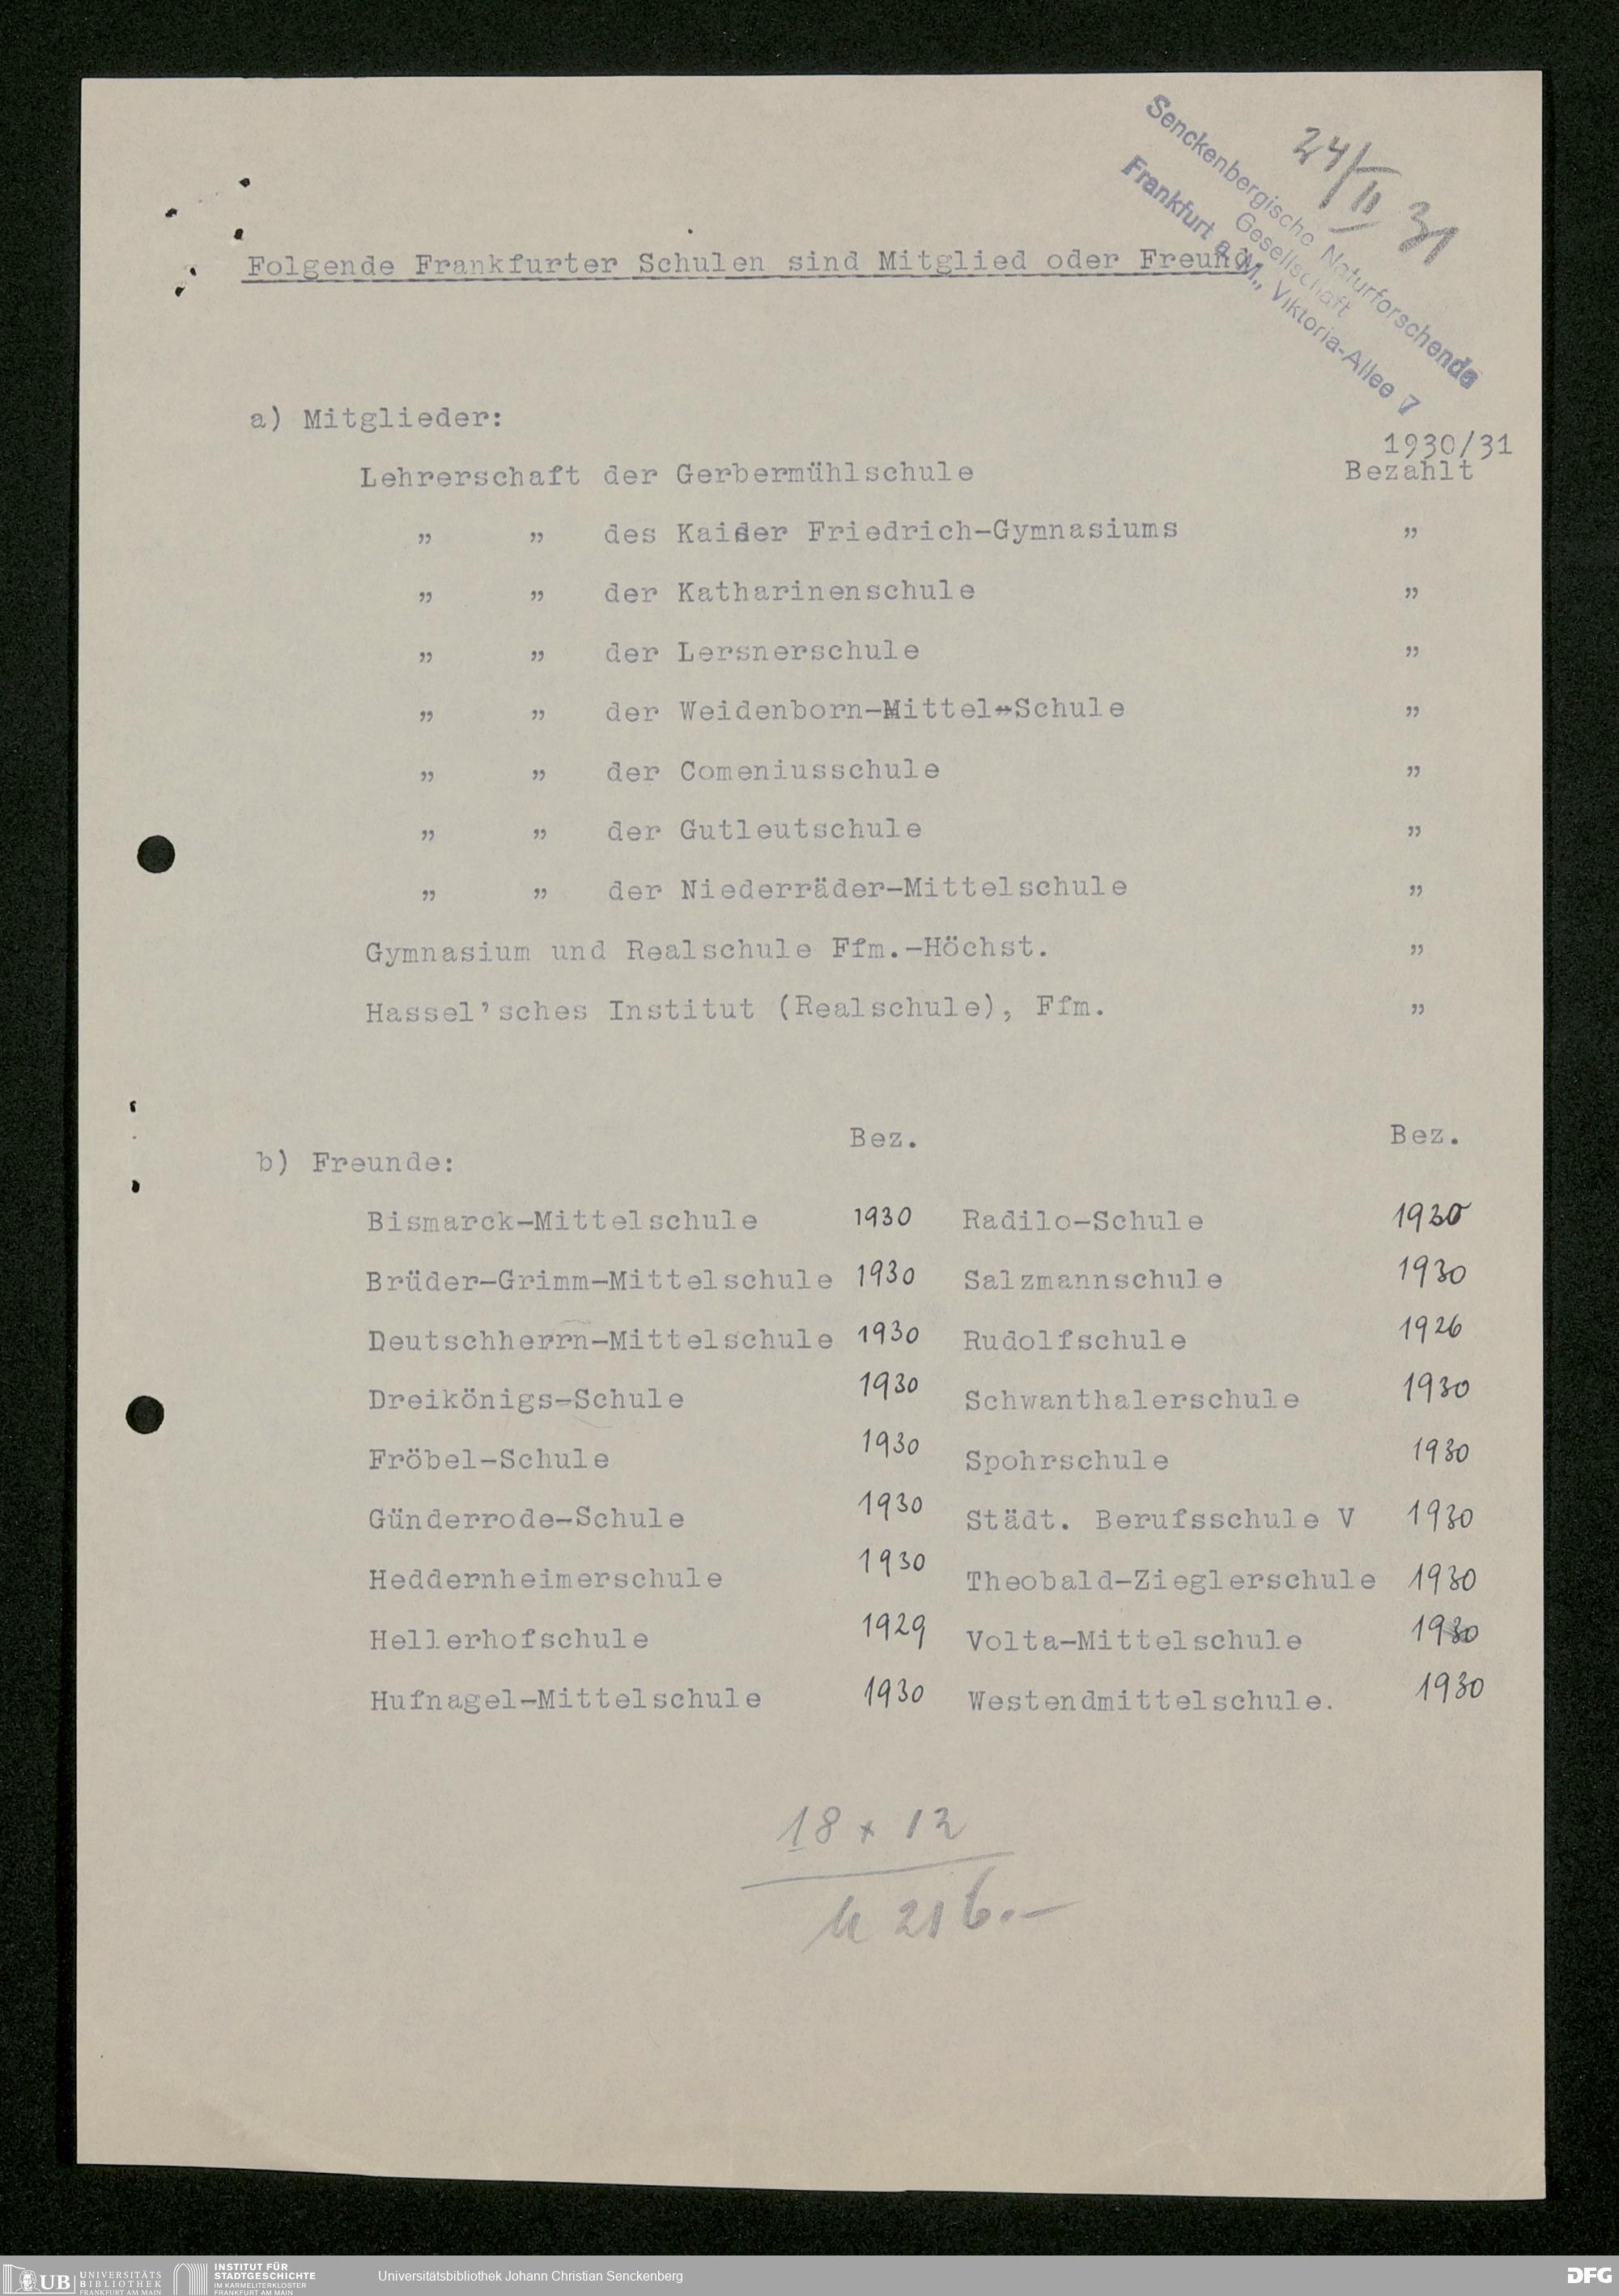 24/II 31
Senckenbergische Naturforschende
Gesellschaft
Frankfurt a. M., Viktoria-Allee 7
Folgende Frankfurter Schulen sind Mitglied oder Freund
a) Mitglieder:
1930/31
Lehrerschaft der Gerbermühlschule Bezahlt
" " des Kaiser Friedrich-Gymnasiums "
" " der Katharinenschule "
" " der Lersnerschule "
" " der Weidenborn-Mittel-Schule "
" " der Comeniusschule "
" " der Gutleutschule "
" " der Niederräder-Mittelschule "
Gymnasium und Realschule Ffm.-Höchst. "
Hassel'sches Institut (Realschule), Ffm. "
Bez. Bez.
b) Freunde:
Bismarck-Mittelschule 1930 Radilo-Schule 1930
Brüder-Grimm-Mittelschule 1930 Salzmannschule 1930
Deutschherrn-Mittelschule 1930 Rudolfschule 1926
Dreikönigs-Schule 1930 Schwanthalerschule 1930
Fröbel-Schule 1930 Spohrschule 1930
Günderrode-Schule 1930 Städt. Berufsschule V 1930
Heddernheimerschule 1930 Theobald-Zieglerschule 1930
Hellerhofschule 1929 Volta-Mittelschule 1930
Hufnagel-Mittelschule 1930 Westendmittelschule. 1930
18 x 12
216.-
UB UNIVERSITÄTS
BIBLIOTHEK
FRANKFURT AM MAIN
INSTITUT FÜR
STADTGESCHICHTE
IM KARMELITERKLOSTER
FRANKFURT AM MAIN
Universitätsbibliothek Johann Christian Senckenberg
DFG